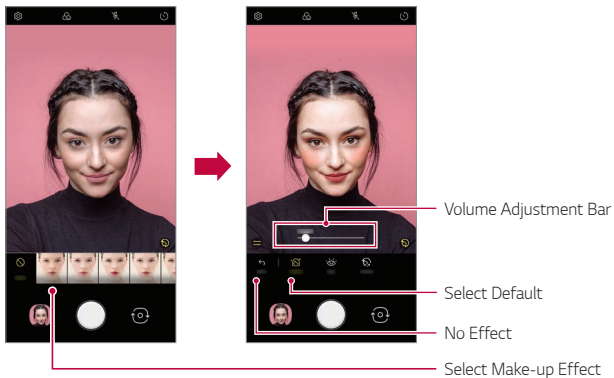 Volume Adjustment Bar
Select Default
No Effect
Select Make-up Effect